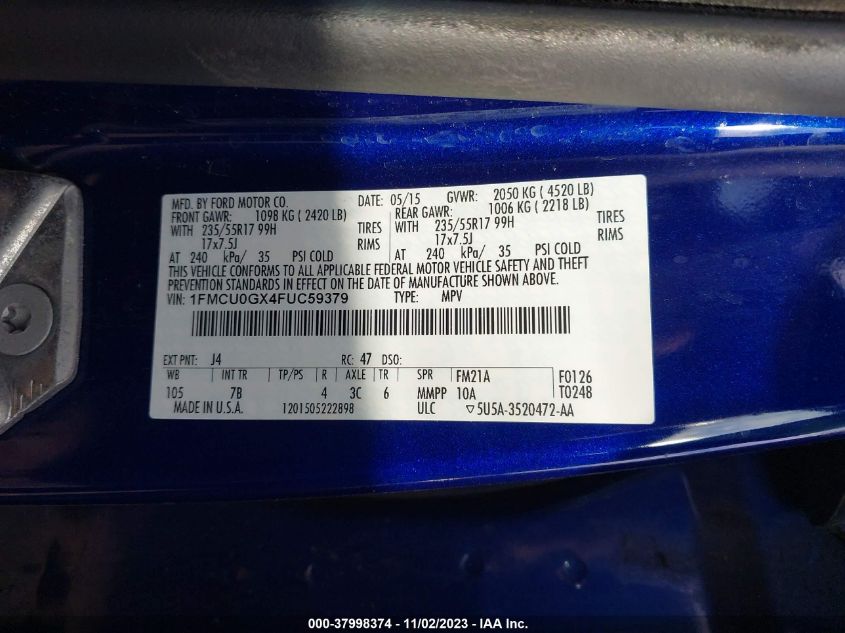 MFD. BY FORD MOTOR CO. DATE: 05/15 GVWR: 2050 KG ( 4520 LB)
FRONT GAWR: 1098 KG ( 2420 LB) REAR GAWR: 1006 KG ( 2218 LB)
WITH 235/55R17 99H TIRES WITH 235/55R17 99H TIRES
17x7.5J RIMS 17x7.5J RIMS
AT 240 kPa/ 35 PSI COLD AT 240 kPa/ 35 PSI COLD
THIS VEHICLE CONFORMS TO ALL APPLICABLE FEDERAL MOTOR VEHICLE SAFETY AND THEFT
PREVENTION STANDARDS IN EFFECT ON THE DATE OF MANUFACTURE SHOWN ABOVE.
VIN: 1FMCU0GX4FUC59379 TYPE: MPV
EXT PNT: J4 RC: 47 DSO:
WB INT TR TP/PS R AXLE TR SPR FM21A F0126
105 7B 4 3C 6 MMPP 10A T0248
MADE IN U.S.A. 1201505222898 ULC ▽5U5A-3520472-AA
000-37998374 - 11/02/2023 - 1SA - USA, Inc.